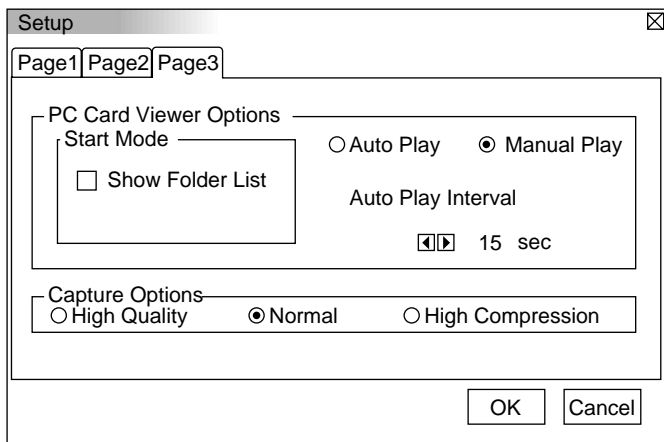 Setup
Page1 Page2 Page3
PC Card Viewer Options
Start Mode
Show Folder List
Auto Play Manual Play
Auto Play Interval
15 sec
Capture Options
High Quality Normal High Compression
OK Cancel